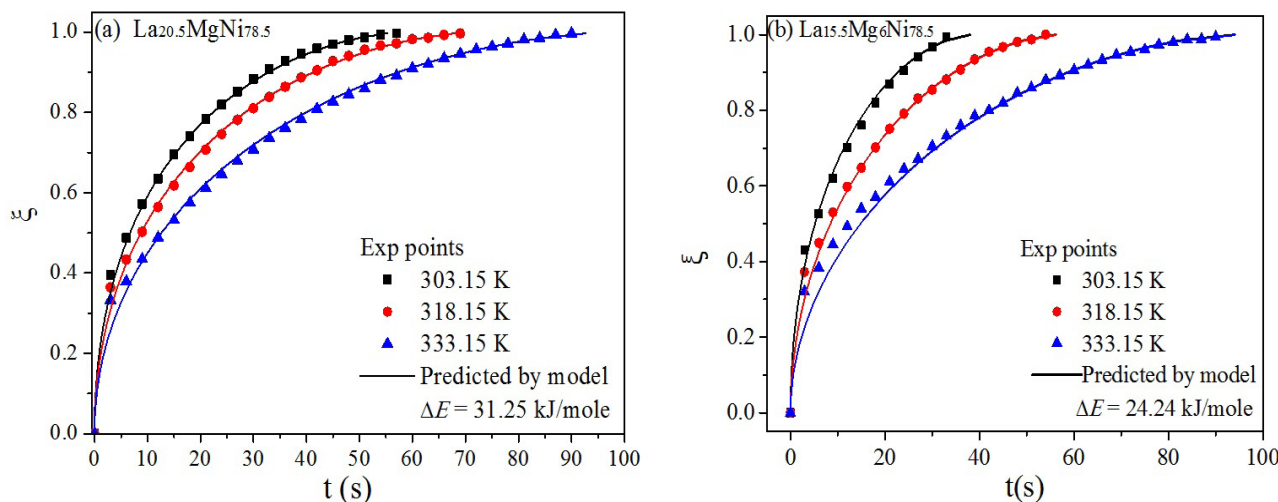 (a) La20.5MgNi78.5
1.0
0.8
0.6
0.4
0.2
0.0
ξ
Exp points
303.15 K
318.15 K
333.15 K
Predicted by model
ΔE = 31.25 kJ/mole
0 10 20 30 40 50 60 70 80 90 100
t (s)
(b) La15.5Mg6Ni78.5
1.0
0.8
0.6
0.4
0.2
0.0
ξ
Exp points
303.15 K
318.15 K
333.15 K
Predicted by model
ΔE = 24.24 kJ/mole
0 20 40 60 80 100
t(s)